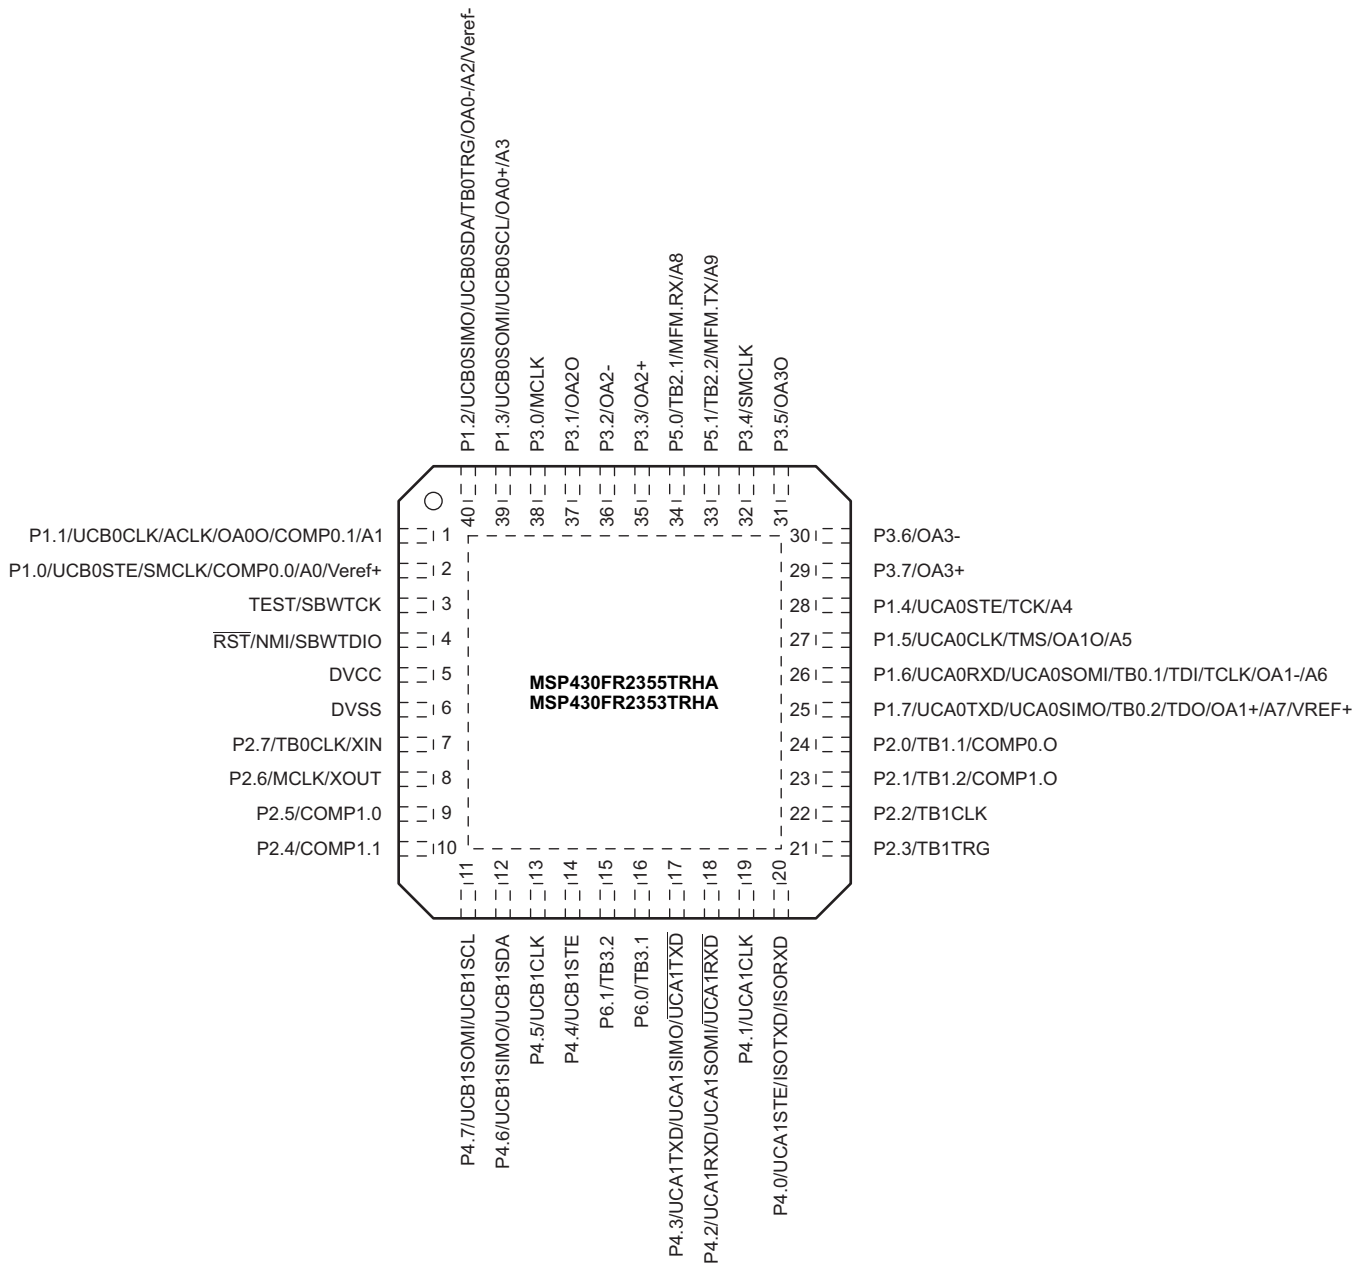 P1.2/UCB0SIMO/UCB0SDA/TB0TRG/OA0-/A2/Veref-
P1.3/UCB0SOMI/UCB0SCL/OA0+/A3
P3.0/MCLK
P3.1/OA2O
P3.2/OA2-
P3.3/OA2+
P5.0/TB2.1/MFM.RX/A8
P5.1/TB2.2/MFM.TX/A9
P3.4/SMCLK
P3.5/OA3O
40
39
38
37
36
35
34
33
32
31
P1.1/UCB0CLK/ACLK/OA0O/COMP0.1/A1 1
P1.0/UCB0STE/SMCLK/COMP0.0/A0/Veref+ 2
TEST/SBWTCK 3
RST/NMI/SBWTDIO 4
DVCC 5
DVSS 6
P2.7/TB0CLK/XIN 7
P2.6/MCLK/XOUT 8
P2.5/COMP1.0 9
P2.4/COMP1.1 10
MSP430FR2355TRHA
MSP430FR2353TRHA
30 P3.6/OA3-
29 P3.7/OA3+
28 P1.4/UCA0STE/TCK/A4
27 P1.5/UCA0CLK/TMS/OA1O/A5
26 P1.6/UCA0RXD/UCA0SOMI/TB0.1/TDI/TCLK/OA1-/A6
25 P1.7/UCA0TXD/UCA0SIMO/TB0.2/TDO/OA1+/A7/VREF+
24 P2.0/TB1.1/COMP0.O
23 P2.1/TB1.2/COMP1.O
22 P2.2/TB1CLK
21 P2.3/TB1TRG
11
12
13
14
15
16
17
18
19
20
P4.7/UCB1SOMI/UCB1SCL
P4.6/UCB1SIMO/UCB1SDA
P4.5/UCB1CLK
P4.4/UCB1STE
P6.1/TB3.2
P6.0/TB3.1
P4.3/UCA1TXD/UCA1SIMO/UCA1TXD
P4.2/UCA1RXD/UCA1SOMI/UCA1RXD
P4.1/UCA1CLK
P4.0/UCA1STE/ISOTXD/ISORXD